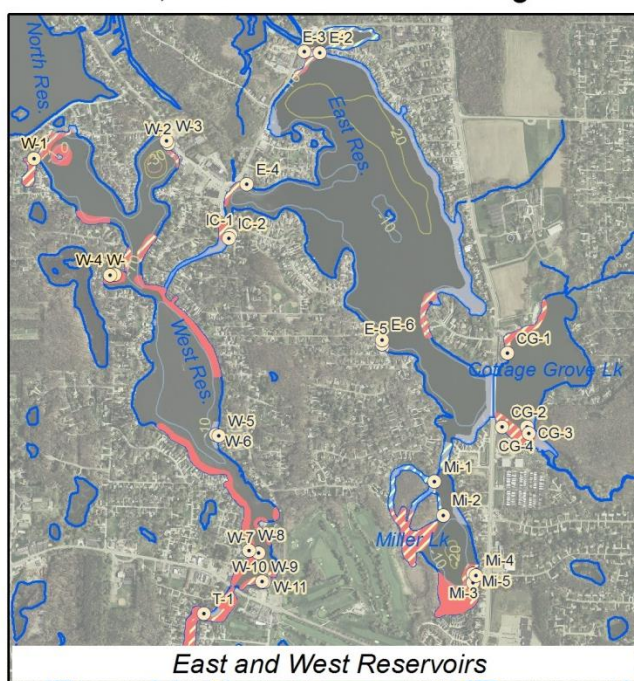 E-3 E-2
North Res.
W-2 W-3
East Res.
20
W-1
30
E-4
10
IC-1 IC-2
W-4 W-
West Res.
E-5 E-6
CG-1
Cottage Grove Lk
10
W-5
W-6
CG-2
CG-3
CG-4
Mi-1
Mi-2
Miller Lk
W-7 W-8
W-10 W-9
W-11
20
Mi-4
Mi-5
Mi-3
T-1
East and West Reservoirs